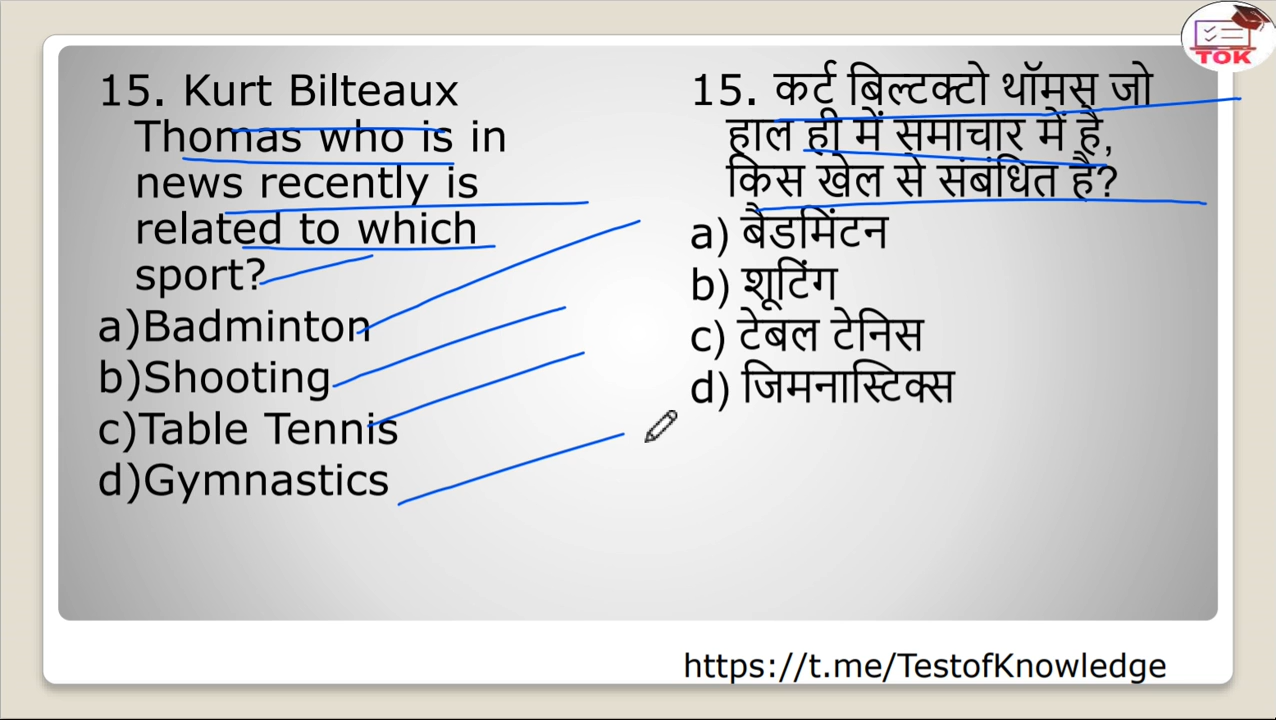 TOK
15. Kurt Bilteaux
Thomas who is in
news recently is
related to which
sport?
a)Badminton
b)Shooting
c)Table Tennis
d)Gymnastics
15. कर्ट बिल्टक्टो थॉमस जो
हाल ही में समाचार में है,
किस खेल से संबंधित है?
a) बैडमिंटन
b) शूटिंग
c) टेबल टेनिस
d) जिमनास्टिक्स
https://t.me/TestofKnowledge